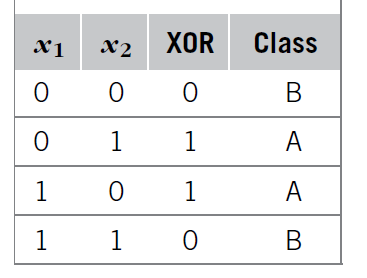 x₁ x₂ XOR Class
0 0 0 B
0 1 1 A
1 0 1 A
1 1 0 B